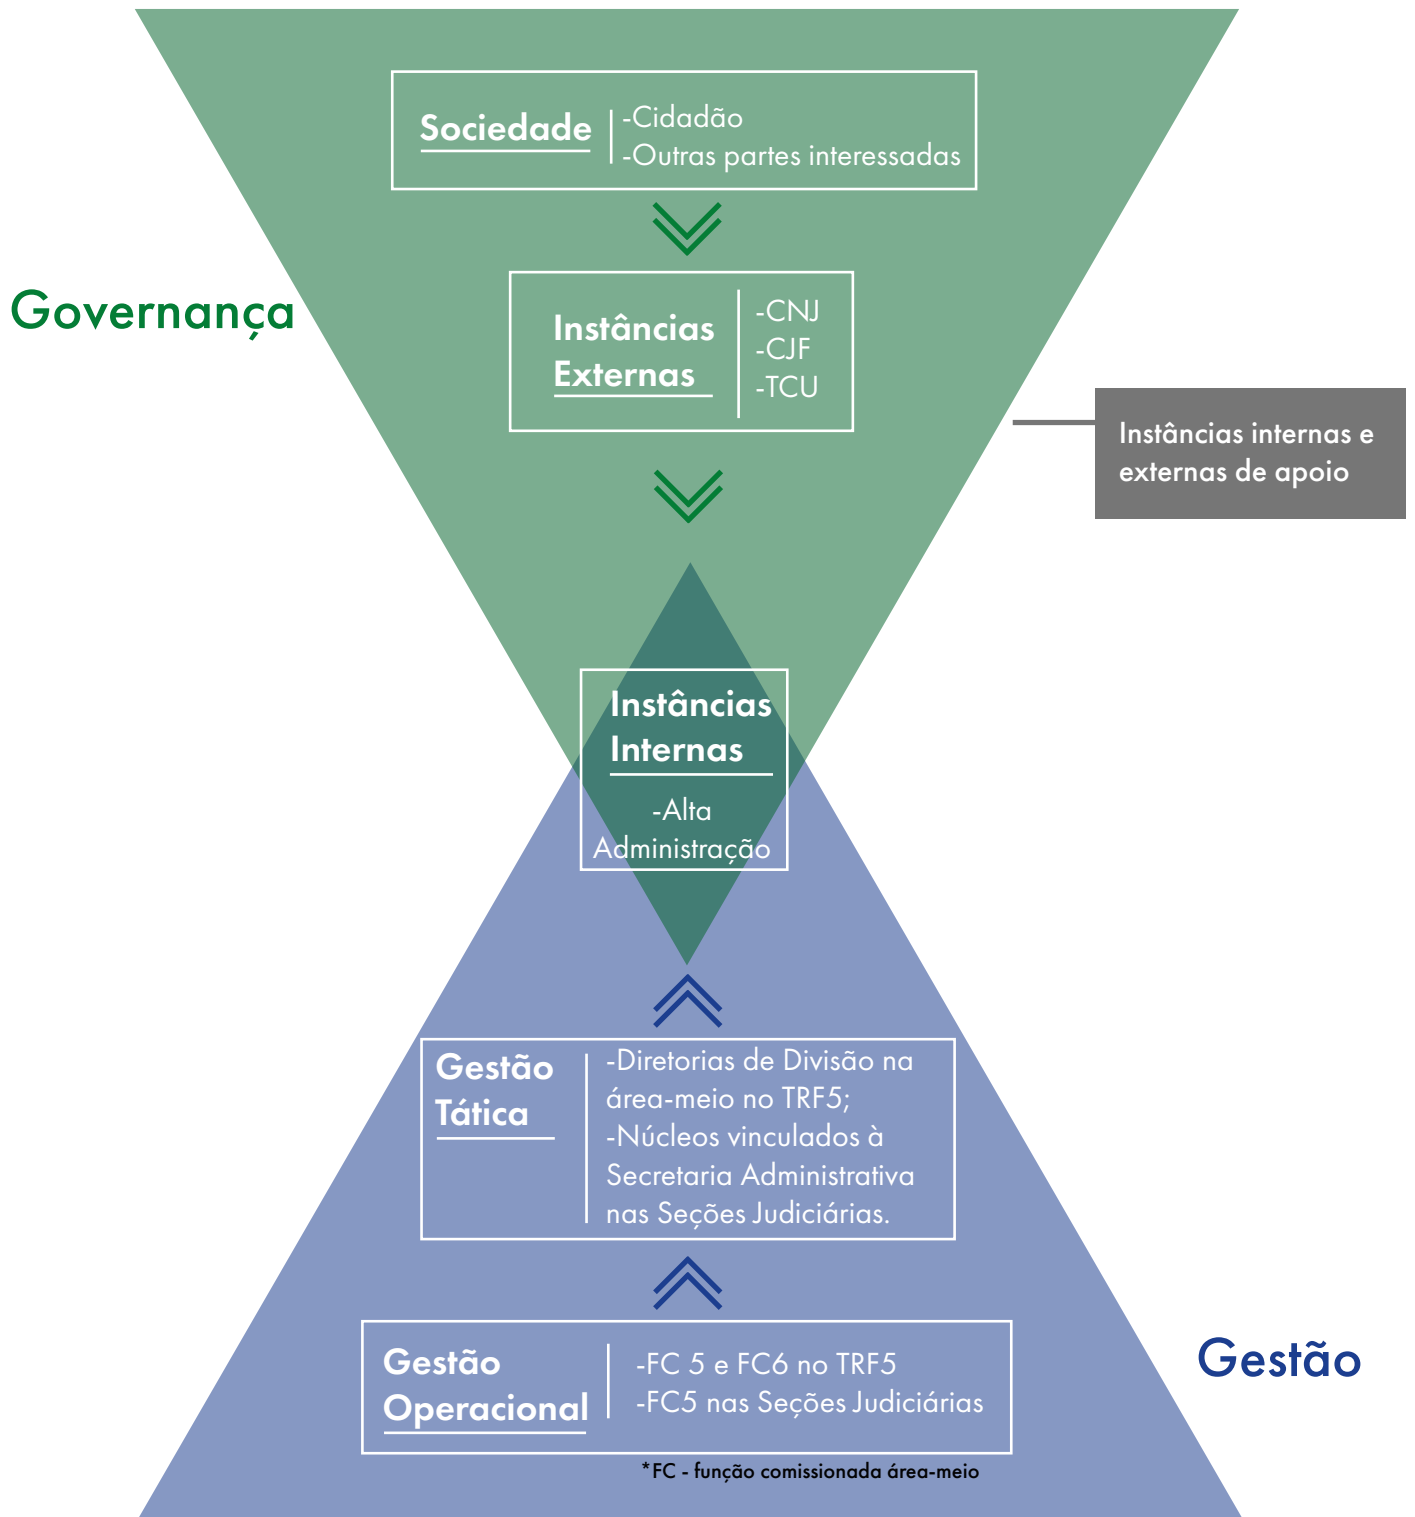 Sociedade
-Cidadão
-Outras partes interessadas
Governança
Instâncias
Externas
-CNJ
-CJF
-TCU
Instâncias internas e
externas de apoio
Instâncias
Internas
-Alta
Administração
Gestão
Tática
-Diretorias de Divisão na
área-meio no TRF5;
-Núcleos vinculados à
Secretaria Administrativa
nas Seções Judiciárias.
Gestão
Operacional
-FC 5 e FC6 no TRF5
-FC5 nas Seções Judiciárias
Gestão
*FC - função comissionada área-meio